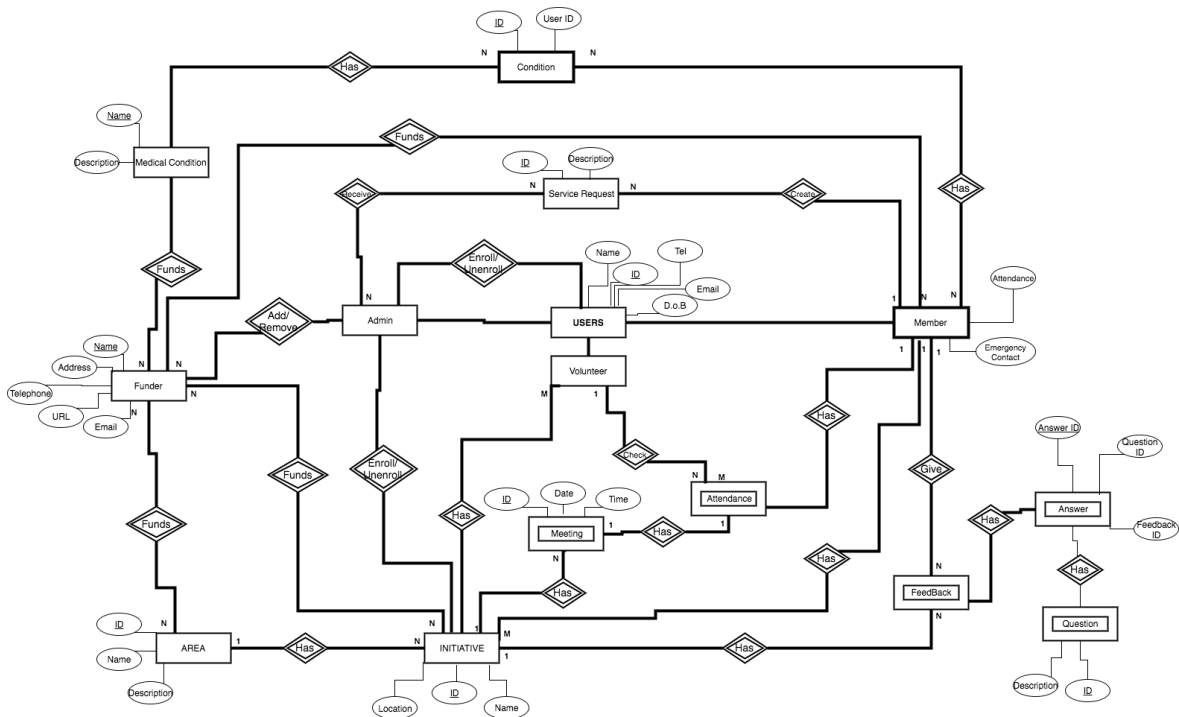 ID
User ID
N
N
Has
Condition
Name
Funds
Description
Medical Condition
ID
Description
Receive
N
Service Request
N
Create
Has
Name
Tel
Enroll/
Unenroll
ID
Funds
Email
D.o.B
Attendance
N
1
N
N
Add/
Remove
Admin
USERS
Member
Name
1
1
1
Emergency
Contact
Address
N
N
Volunteer
Telephone
Funder
N
M
1
URL
Email
N
Has
Answer ID
Question
ID
Check
Enroll/
Unenroll
Give
Funds
N
M
ID
Date
Time
Attendance
Answer
Funds
Has
Meeting
1
Has
1
Has
Feedback
ID
N
Has
Has
N
Has
FeedBack
ID
N
N
1
M
N
Question
Name
AREA
1
Has
N
INITIATIVE
1
Has
Description
Location
ID
Name
Description
ID